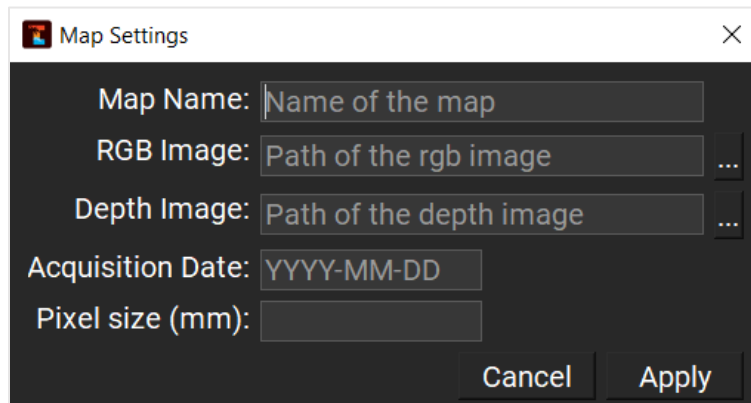 Map Settings
Map Name: Name of the map
RGB Image: Path of the rgb image ...
Depth Image: Path of the depth image ...
Acquisition Date: YYYY-MM-DD
Pixel size (mm):
Cancel Apply